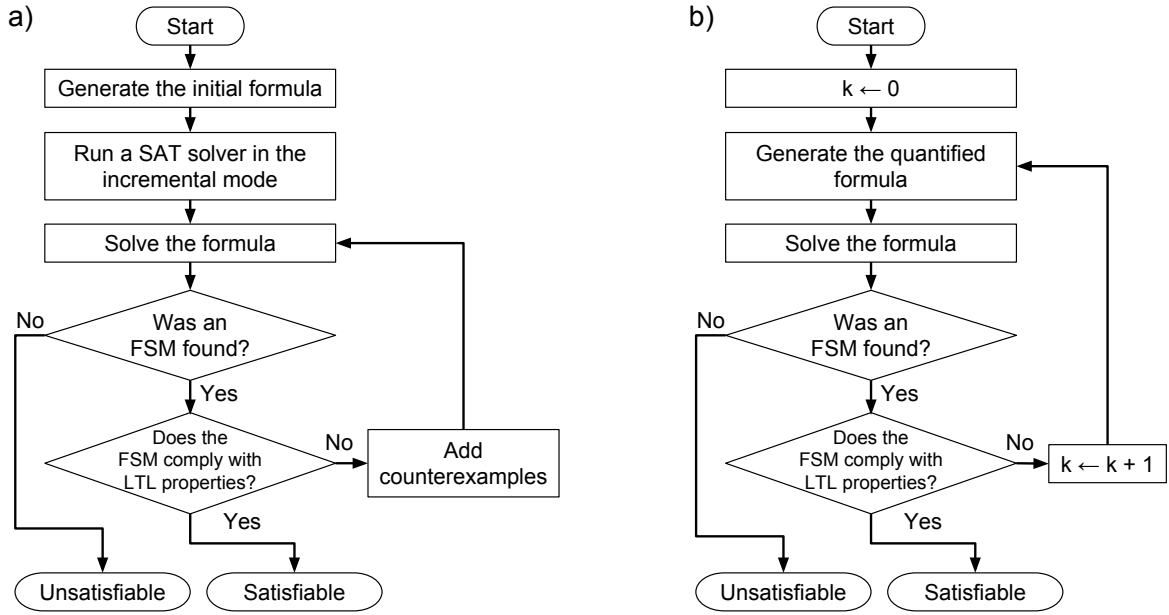 a)
Start
Generate the initial formula
Run a SAT solver in the
incremental mode
Solve the formula
No
Was an
FSM found?
Yes
Does the
FSM comply with
LTL properties?
No
Add
counterexamples
Yes
Unsatisfiable
Satisfiable
b)
Start
k ← 0
Generate the quantified
formula
Solve the formula
No
Was an
FSM found?
Yes
Does the
FSM comply with
LTL properties?
No
k ← k + 1
Yes
Unsatisfiable
Satisfiable